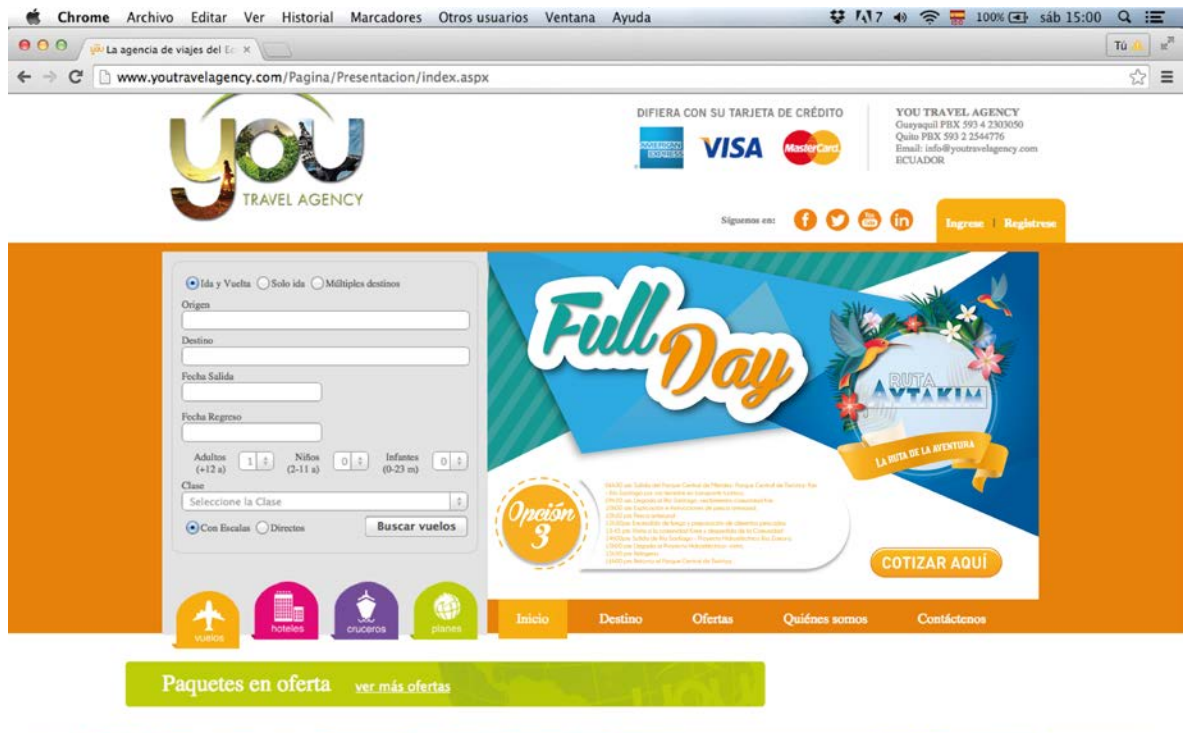 Chrome Archivo Editar Ver Historial Marcadores Otros usuarios Ventana Ayuda
7 100% sáb 15:00
La agencia de viajes del Ec
Tú
www.youtravelagency.com/Pagina/Presentacion/index.aspx
you
TRAVEL AGENCY
DIFIERA CON SU TARJETA DE CRÉDITO
AMERICAN EXPRESS VISA MasterCard
YOU TRAVEL AGENCY
Guayaquil PBX 593 4 2303050
Quito PBX 593 2 2544776
Email: info@youtravelagency.com
ECUADOR
Síguenos en:
You Tube
Ingrese | Regístrese
Ida y Vuelta Solo ida Múltiples destinos
Origen
Destino
Fecha Salida
Fecha Regreso
Adultos (+12 a) 1 Niños (2-11 a) 0 Infantes (0-23 m) 0
Clase
Seleccione la Clase
Con Escalas Directos Buscar vuelos
vuelos hoteles cruceros planes
Full Day
RUTA
AYTAKIM
LA RUTA DE LA AVENTURA
Opción
3
COTIZAR AQUÍ
Inicio Destino Ofertas Quiénes somos Contáctenos
Paquetes en oferta ver más ofertas